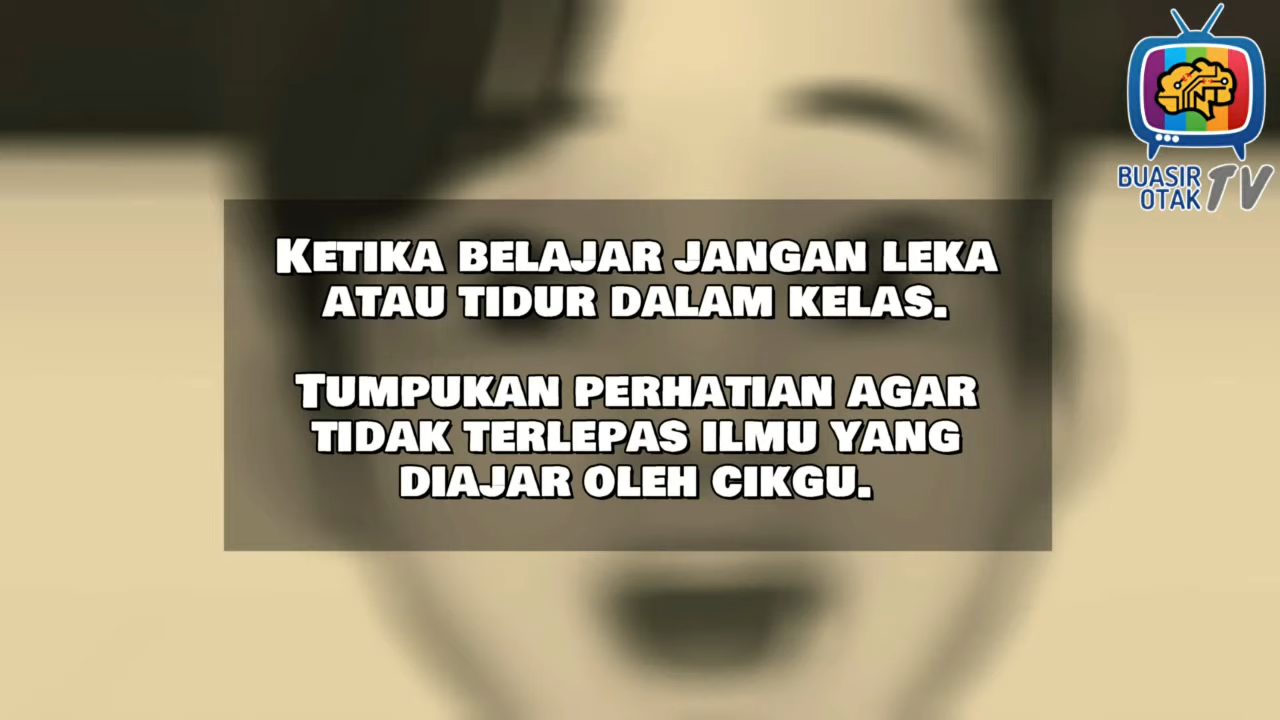 BUASIR
OTAK TV
KETIKA BELAJAR JANGAN LEKA
ATAU TIDUR DALAM KELAS.
TUMPUKAN PERHATIAN AGAR
TIDAK TERLEPAS ILMU YANG
DIAJAR OLEH CIKGU.